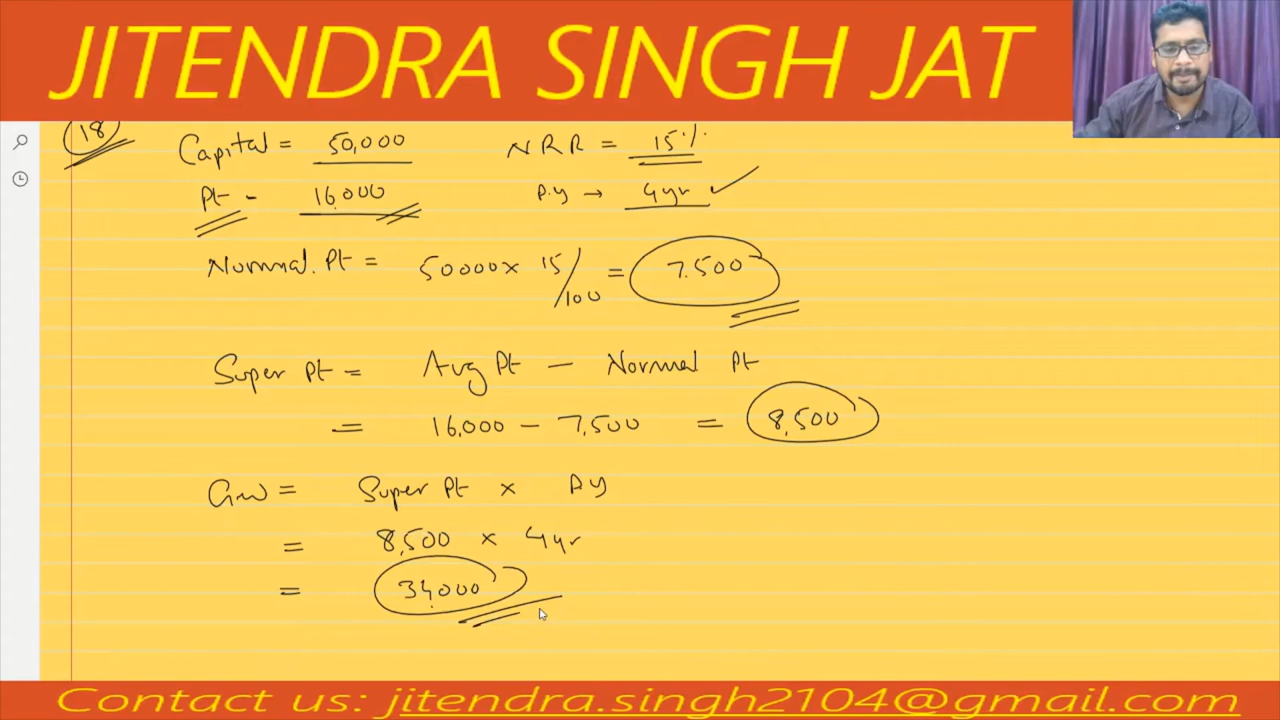 JITENDRA SINGH JAT
18
Capital = 50,000 NRR = 15%
Pt - 16,000 P.y → 4yr ✓
Normal. Pt = 50000 x 15/100 = 7.500
Super Pt = Avg Pt - Normal Pt
= 16,000 - 7,500 = 8,500
Gw = Super Pt x Py
= 8,500 x 4yr
= 34,000
Contact us: jitendra.singh2104@gmail.com